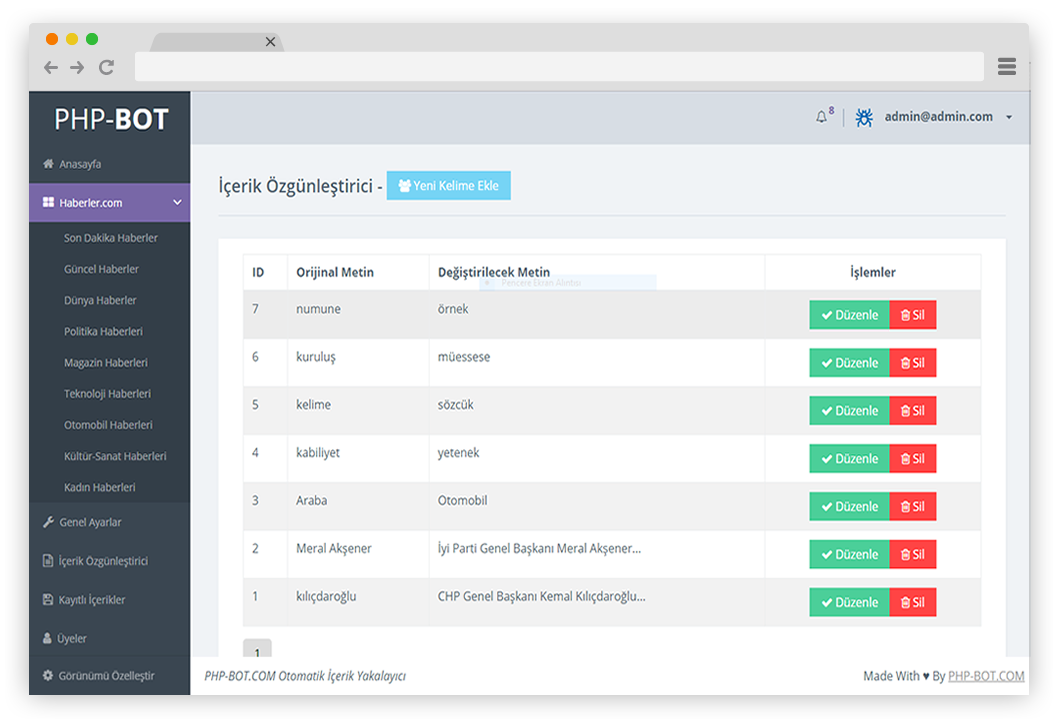 PHP-BOT
8
admin@admin.com
Anasayfa
Haberler.com
Son Dakika Haberler
Güncel Haberler
Dünya Haberler
Politika Haberleri
Magazin Haberleri
Teknoloji Haberleri
Otomobil Haberleri
Kültür-Sanat Haberleri
Kadın Haberleri
Genel Ayarlar
İçerik Özgünleştirici
Kayıtlı İçerikler
Üyeler
Görünümü Özelleştir
İçerik Özgünleştirici - Yeni Kelime Ekle
ID Orijinal Metin Değiştirilecek Metin İşlemler
Pencere Ekran Alıntısı
7 numune örnek Düzenle Sil
6 kuruluş müessese Düzenle Sil
5 kelime sözcük Düzenle Sil
4 kabiliyet yetenek Düzenle Sil
3 Araba Otomobil Düzenle Sil
2 Meral Akşener İyi Parti Genel Başkanı Meral Akşener... Düzenle Sil
1 kılıçdaroğlu CHP Genel Başkanı Kemal Kılıçdaroğlu... Düzenle Sil
1
PHP-BOT.COM Otomatik İçerik Yakalayıcı
Made With ♥ By PHP-BOT.COM